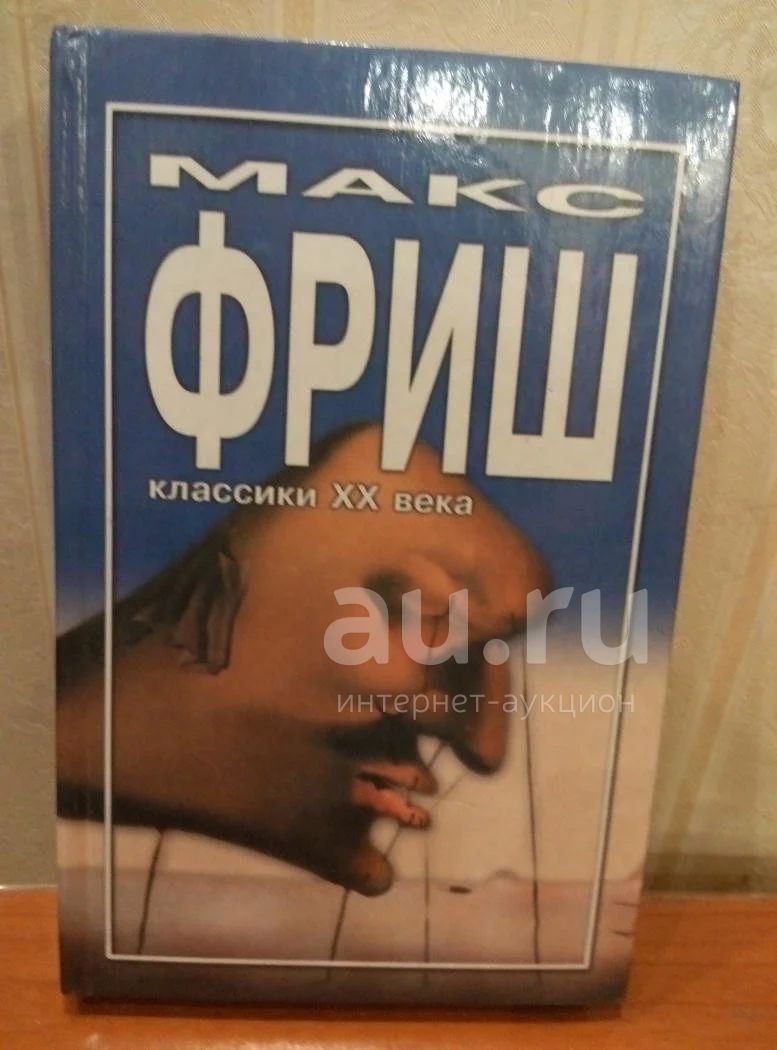 МАКС
ФРИШ
классики XX века
au.ru
интернет-аукцион